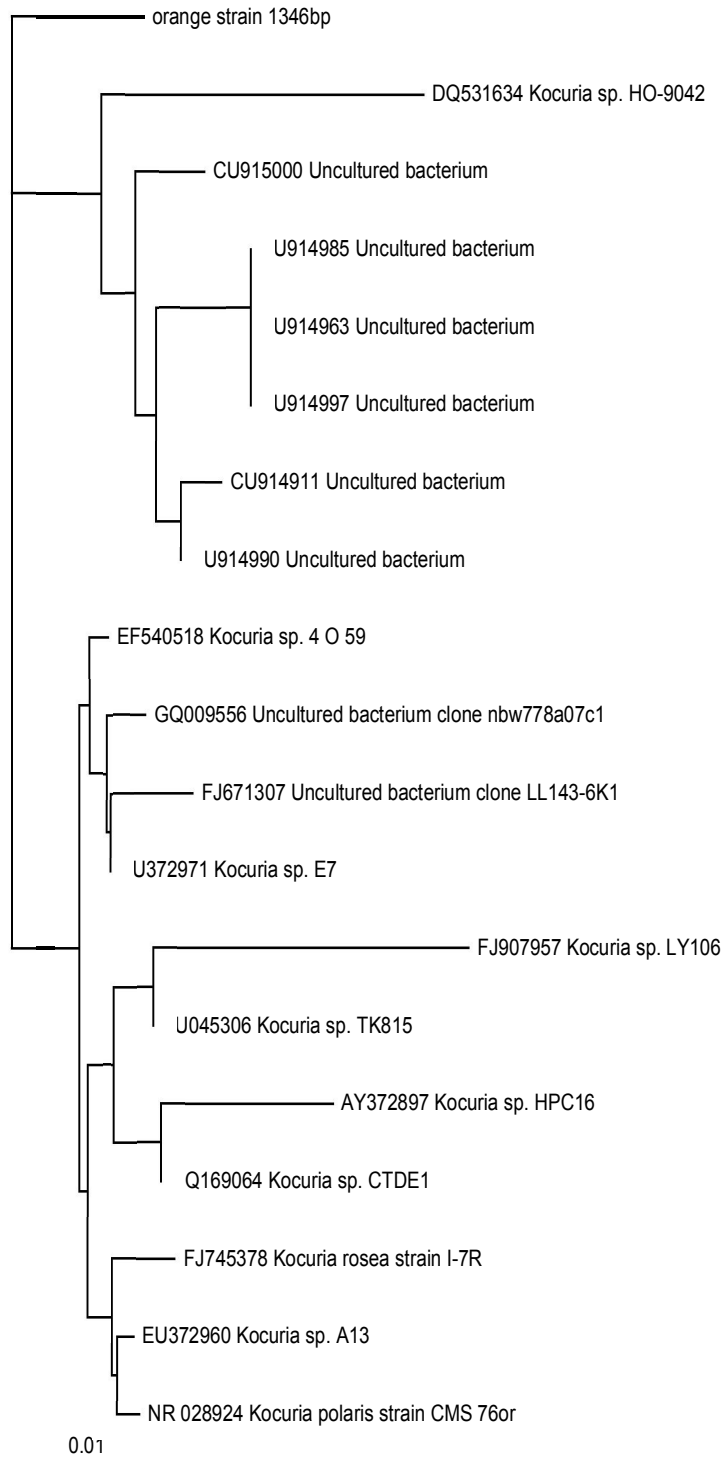 orange strain 1346bp
DQ531634 Kocuria sp. HO-9042
CU915000 Uncultured bacterium
U914985 Uncultured bacterium
U914963 Uncultured bacterium
U914997 Uncultured bacterium
CU914911 Uncultured bacterium
U914990 Uncultured bacterium
EF540518 Kocuria sp. 4 O 59
GQ009556 Uncultured bacterium clone nbw778a07c1
FJ671307 Uncultured bacterium clone LL143-6K1
U372971 Kocuria sp. E7
FJ907957 Kocuria sp. LY106
U045306 Kocuria sp. TK815
AY372897 Kocuria sp. HPC16
Q169064 Kocuria sp. CTDE1
FJ745378 Kocuria rosea strain I-7R
EU372960 Kocuria sp. A13
NR 028924 Kocuria polaris strain CMS 76or
0.01